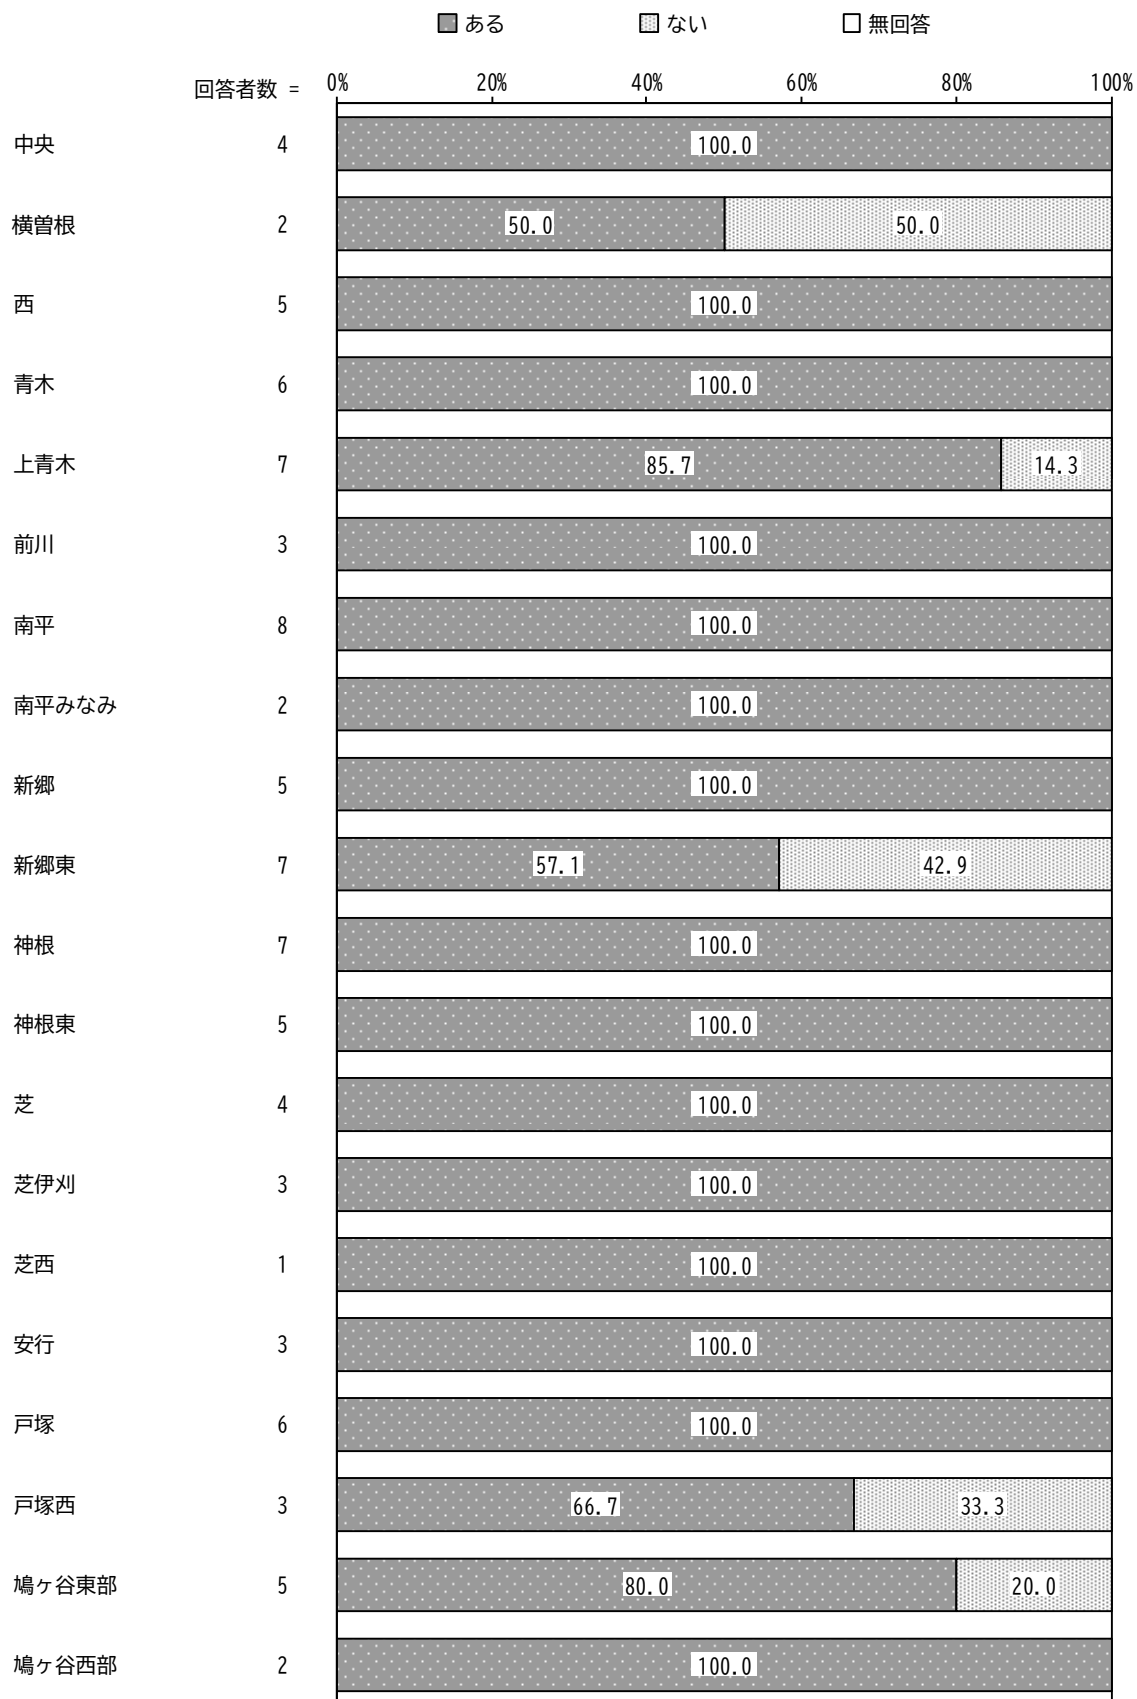 ある ない 無回答
回答者数 = 0% 20% 40% 60% 80% 100%
中央 4 100.0
横曽根 2 50.0 50.0
西 5 100.0
青木 6 100.0
上青木 7 85.7 14.3
前川 3 100.0
南平 8 100.0
南平みなみ 2 100.0
新郷 5 100.0
新郷東 7 57.1 42.9
神根 7 100.0
神根東 5 100.0
芝 4 100.0
芝伊刈 3 100.0
芝西 1 100.0
安行 3 100.0
戸塚 6 100.0
戸塚西 3 66.7 33.3
鳩ヶ谷東部 5 80.0 20.0
鳩ヶ谷西部 2 100.0